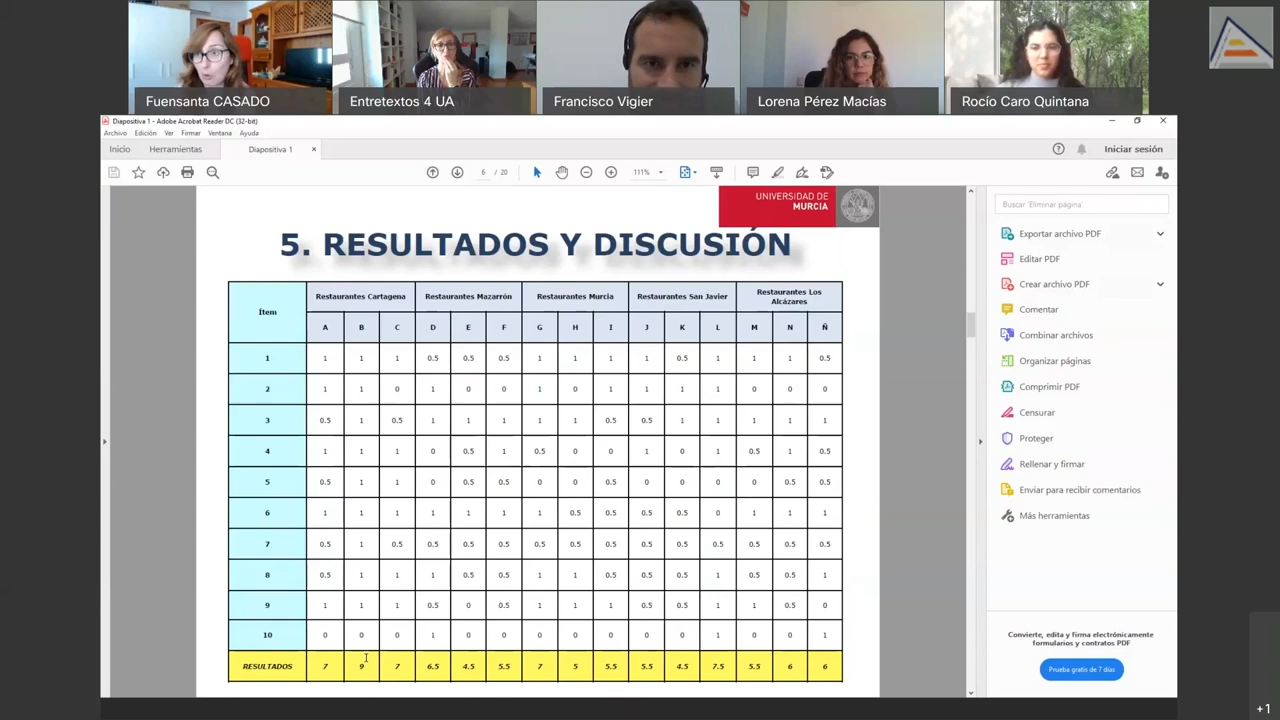 Fuensanta CASADO
Entretextos 4 UA
Francisco Vigier
Lorena Pérez Macías
Rocío Caro Quintana
Diapositiva 1 - Adobe Acrobat Reader DC (32-bit)
Archivo Edición Ver Firmar Ventana Ayuda
Inicio Herramientas Diapositiva 1 × Iniciar sesión
6 / 20 111%
UNIVERSIDAD DE
MURCIA
5. RESULTADOS Y DISCUSIÓN
Ítem Restaurantes Cartagena Restaurantes Mazarrón Restaurantes Murcia Restaurantes San Javier Restaurantes Los Alcázares
A B C D E F G H I J K L M N Ñ
1 1 1 1 0.5 0.5 0.5 1 1 1 1 0.5 1 1 1 0.5
2 1 1 0 1 0 0 1 0 1 1 1 1 0 0 0
3 0.5 1 0.5 1 1 1 1 1 0.5 0.5 1 1 1 1 1
4 1 1 1 0 0.5 1 0.5 0 0 1 0 1 0.5 1 0.5
5 0.5 1 1 0 0.5 0.5 0 0 0.5 0 0 0 0 0.5 0.5
6 1 1 1 1 1 1 1 0.5 0.5 0.5 0.5 0 1 1 1
7 0.5 1 0.5 0.5 0.5 0.5 0.5 0.5 0.5 0.5 0.5 0.5 0.5 0.5 0.5
8 0.5 1 1 1 0.5 0.5 1 1 0.5 0.5 0.5 1 0.5 0.5 1
9 1 1 1 0.5 0 0.5 1 1 1 0.5 0.5 1 1 0.5 0
10 0 0 0 1 0 0 0 0 0 0 0 1 0 0 1
RESULTADOS 7 9 7 6.5 4.5 5.5 7 5 5.5 5.5 4.5 7.5 5.5 6 6
Buscar 'Eliminar página'
Exportar archivo PDF
Editar PDF
Crear archivo PDF
Comentar
Combinar archivos
Organizar páginas
Comprimir PDF
Censurar
Proteger
Rellenar y firmar
Enviar para recibir comentarios
Más herramientas
Convierte, edita y firma electrónicamente
formularios y contratos PDF
Prueba gratis de 7 días
+1